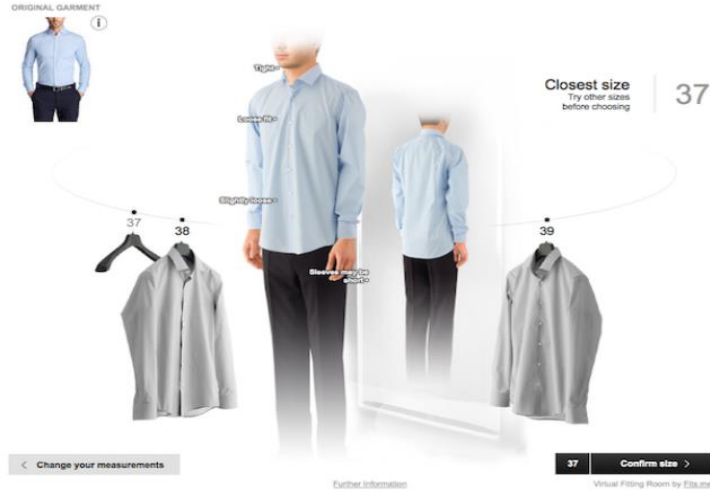 ORIGINAL GARMENT
i
Closest size
Try other sizes
before choosing
37
Tight
Loose fit
Slightly loose
Sleeves may be
short
37
38
39
< Change your measurements
37
Confirm size >
Further Information
Virtual Fitting Room by Fits.me